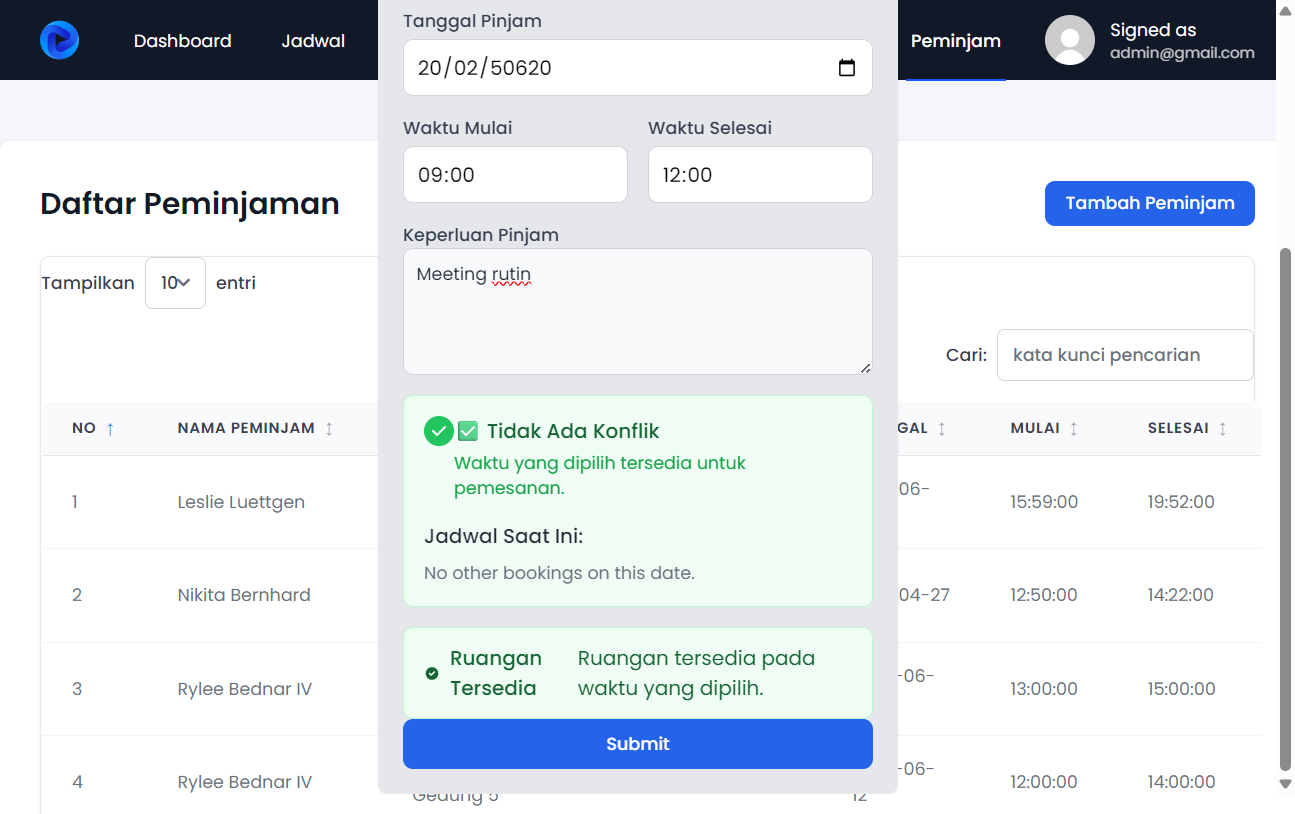 Dashboard
Jadwal
Peminjam
Signed as
admin@gmail.com
Tanggal Pinjam
20/02/50620
Waktu Mulai
Waktu Selesai
09:00
12:00
Keperluan Pinjam
Meeting rutin
Tidak Ada Konflik
Waktu yang dipilih tersedia untuk
pemesanan.
Jadwal Saat Ini:
No other bookings on this date.
Ruangan
Tersedia
Ruangan tersedia pada
waktu yang dipilih.
Submit
Daftar Peminjaman
Tambah Peminjam
Tampilkan 10 entri
Cari: kata kunci pencarian
NO NAMA PEMINJAM GAL MULAI SELESAI
1 Leslie Luettgen 06- 15:59:00 19:52:00
2 Nikita Bernhard 04-27 12:50:00 14:22:00
3 Rylee Bednar IV -06- 13:00:00 15:00:00
4 Rylee Bednar IV -06- 12:00:00 14:00:00
Gedung 5 12